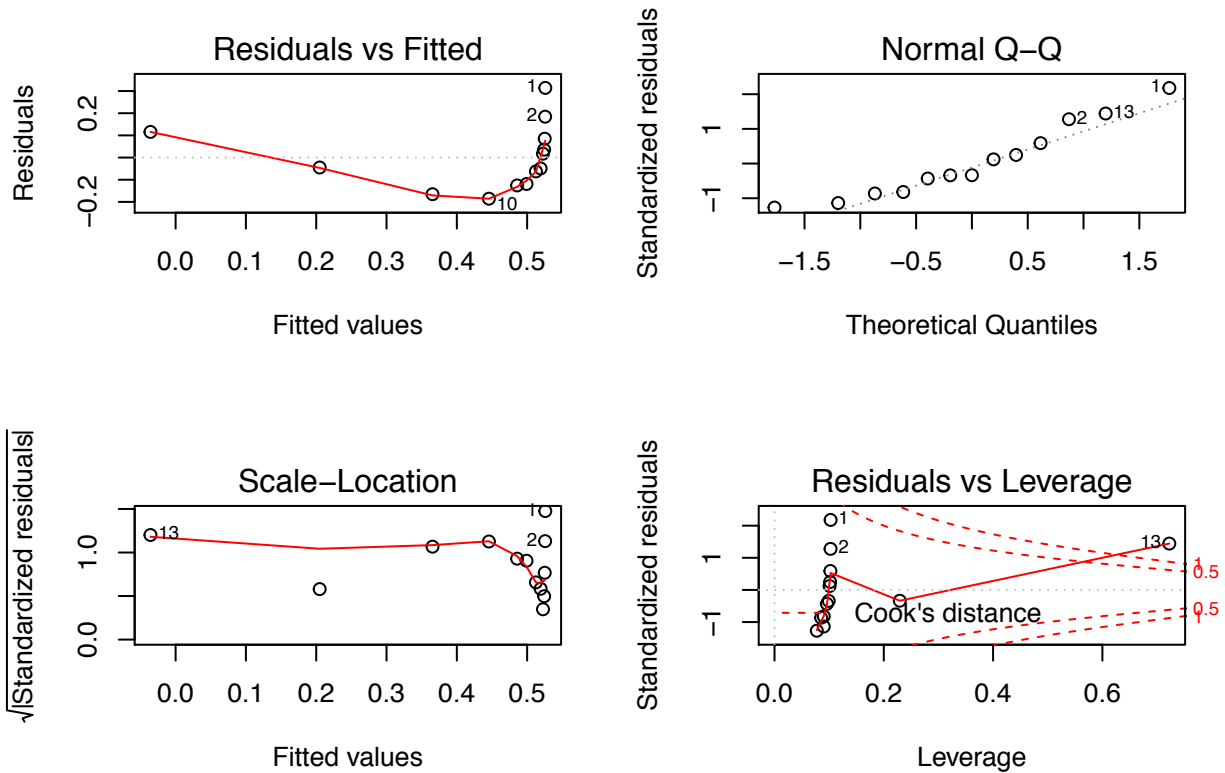 Residuals vs Fitted
Residuals
0.2
−0.2
1
2
10
0.0 0.1 0.2 0.3 0.4 0.5
Fitted values
Normal Q−Q
Standardized residuals
1
−1
1
2
13
−1.5 −0.5 0.5 1.5
Theoretical Quantiles
Scale−Location
√|Standardized residuals|
1.0
0.0
13
1
2
0.0 0.1 0.2 0.3 0.4 0.5
Fitted values
Residuals vs Leverage
Standardized residuals
1
−1
1
2
13
1
0.5
0.5
1
Cook's distance
0.0 0.2 0.4 0.6
Leverage